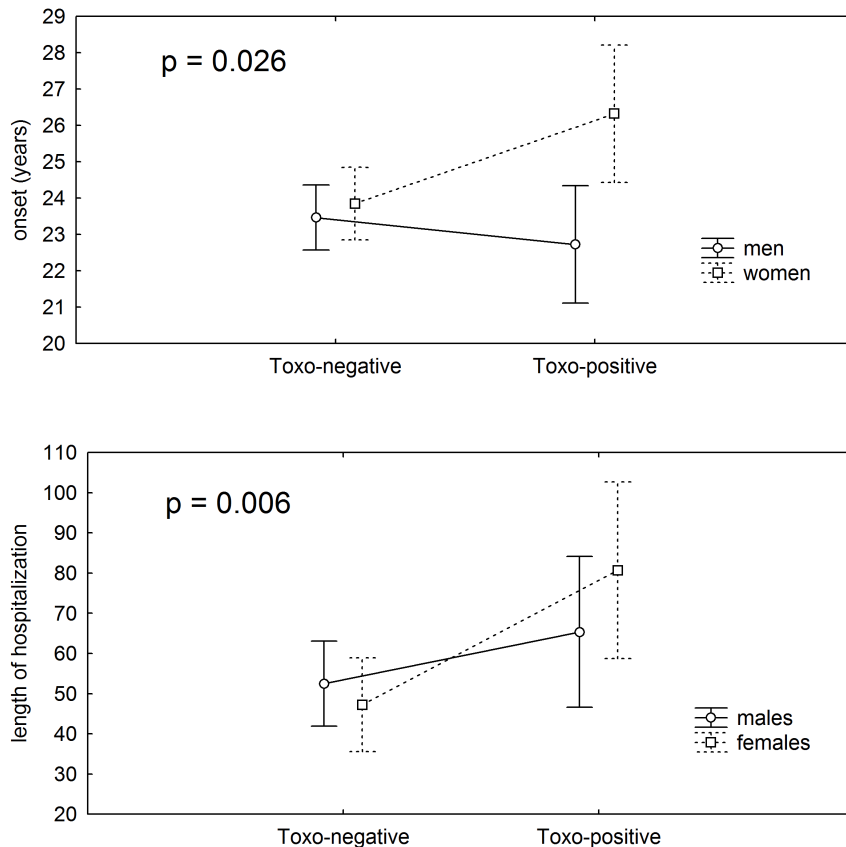 29
p = 0.026
28
27
26
25
24
23
22
21
20
onset (years)
men
women
Toxo-negative Toxo-positive
110
p = 0.006
100
90
80
70
60
50
40
30
20
length of hospitalization
males
females
Toxo-negative Toxo-positive